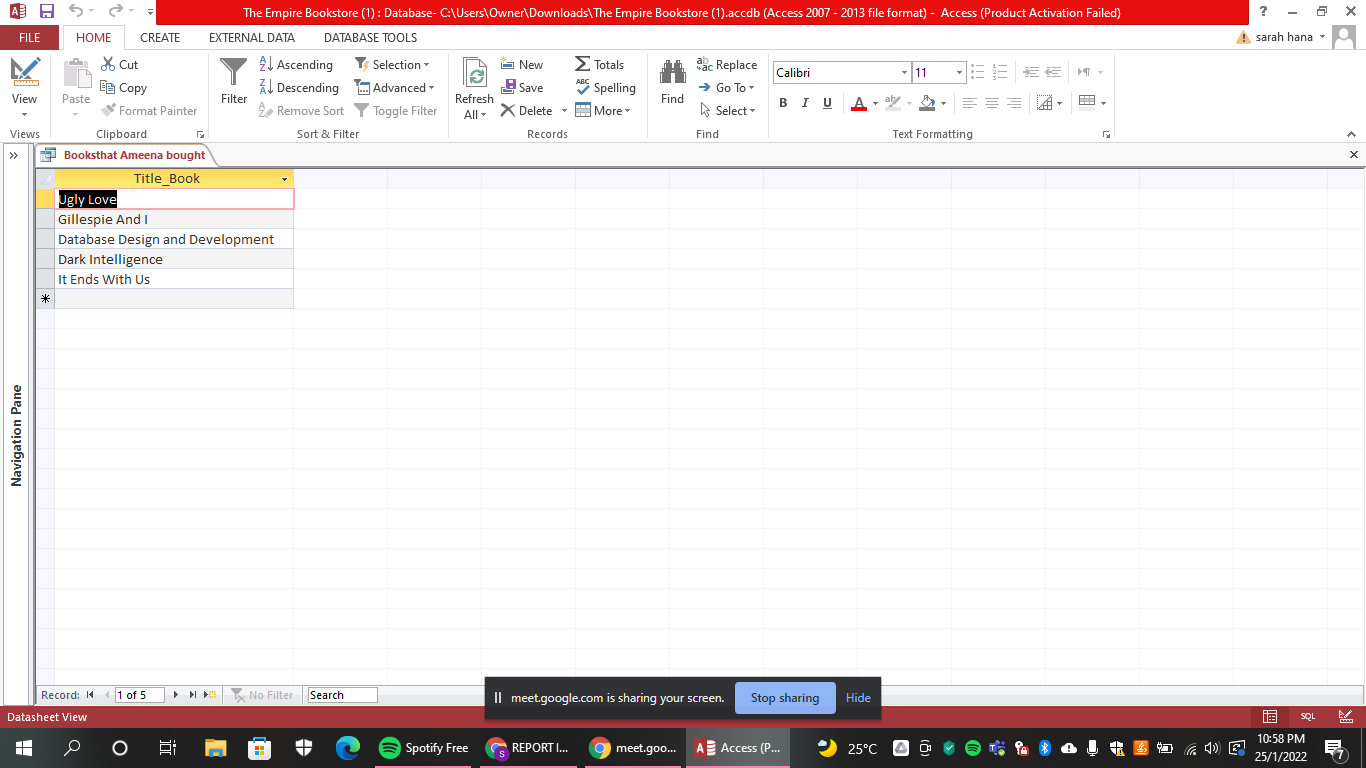 The Empire Bookstore (1) : Database- C:\Users\Owner\Downloads\The Empire Bookstore (1).accdb (Access 2007 - 2013 file format) - Access (Product Activation Failed)
FILE HOME CREATE EXTERNAL DATA DATABASE TOOLS sarah hana
View
Views
Paste
Cut
Copy
Format Painter
Clipboard
Filter
Ascending
Descending
Remove Sort
Selection
Advanced
Toggle Filter
Sort & Filter
Refresh
All
New
Save
Delete
Totals
Spelling
More
Records
Find
Replace
Go To
Select
Find
Calibri 11
B I U A
Text Formatting
Booksthat Ameena bought
Title_Book
Ugly Love
Gillespie And I
Database Design and Development
Dark Intelligence
It Ends With Us
Navigation Pane
Record: 1 of 5 No Filter Search
meet.google.com is sharing your screen. Stop sharing Hide
Datasheet View SQL
Spotify Free REPORT I... meet.goo... Access (P... 25°C 10:58 PM
25/1/2022 7